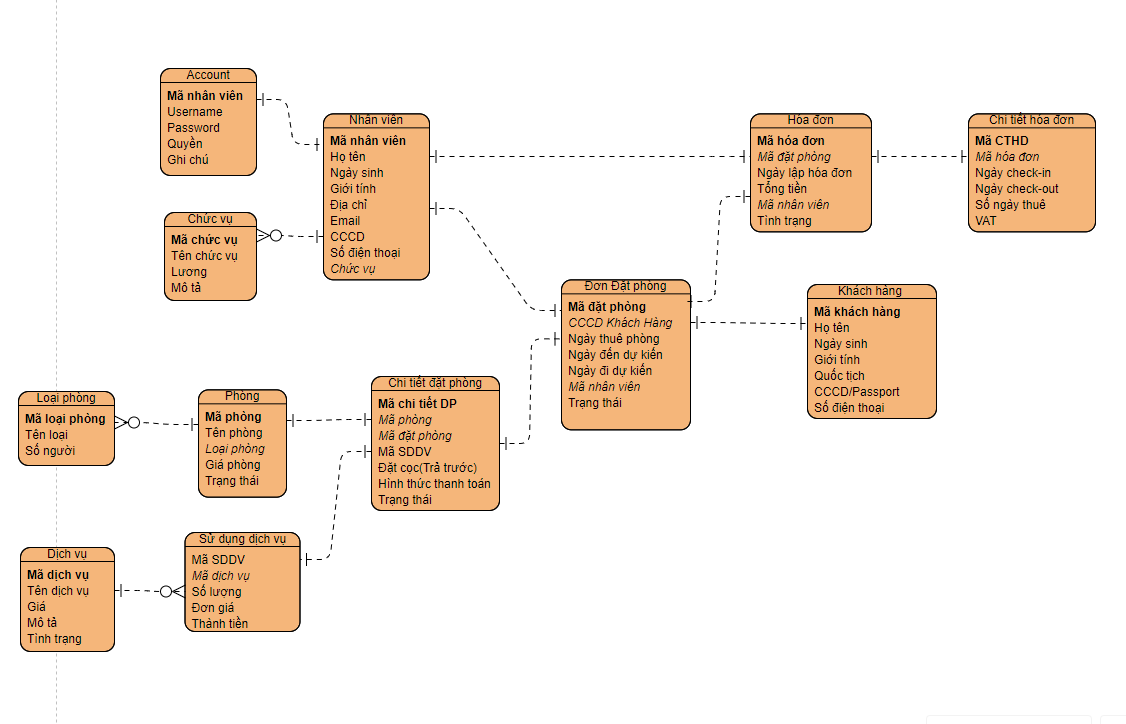 Account
Mã nhân viên
Username
Password
Quyền
Ghi chú
Nhân viên
Mã nhân viên
Họ tên
Ngày sinh
Giới tính
Địa chỉ
Email
CCCD
Số điện thoại
Chức vụ
Chức vụ
Mã chức vụ
Tên chức vụ
Lương
Mô tả
Hóa đơn
Mã hóa đơn
Mã đặt phòng
Ngày lập hóa đơn
Tổng tiền
Mã nhân viên
Tình trạng
Chi tiết hóa đơn
Mã CTHD
Mã hóa đơn
Ngày check-in
Ngày check-out
Số ngày thuê
VAT
Đơn Đặt phòng
Mã đặt phòng
CCCD Khách Hàng
Ngày thuê phòng
Ngày đến dự kiến
Ngày đi dự kiến
Mã nhân viên
Trạng thái
Khách hàng
Mã khách hàng
Họ tên
Ngày sinh
Giới tính
Quốc tịch
CCCD/Passport
Số điện thoại
Loại phòng
Mã loại phòng
Tên loại
Số người
Phòng
Mã phòng
Tên phòng
Loại phòng
Giá phòng
Trạng thái
Chi tiết đặt phòng
Mã chi tiết DP
Mã phòng
Mã đặt phòng
Mã SDDV
Đặt cọc(Trả trước)
Hình thức thanh toán
Trạng thái
Dịch vụ
Mã dịch vụ
Tên dịch vụ
Giá
Mô tả
Tình trạng
Sử dụng dịch vụ
Mã SDDV
Mã dịch vụ
Số lượng
Đơn giá
Thành tiền